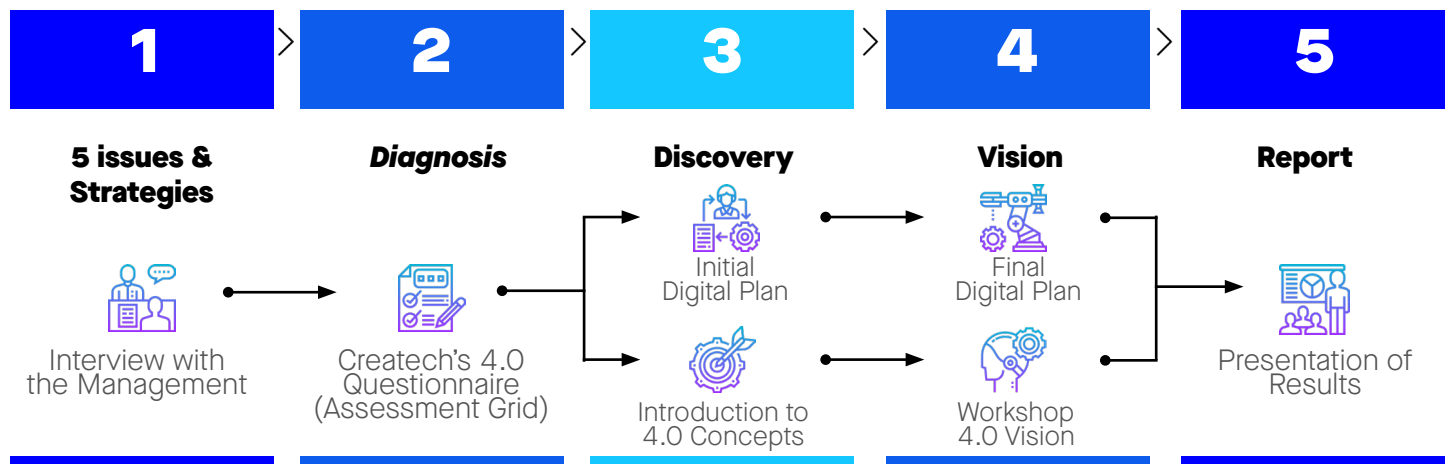 1
2
3
4
5
5 issues &
Strategies
Diagnosis
Discovery
Vision
Report
Interview with
the Management
Createch's 4.0
Questionnaire
(Assessment Grid)
Initial
Digital Plan
Introduction to
4.0 Concepts
Final
Digital Plan
Workshop
4.0 Vision
Presentation of
Results